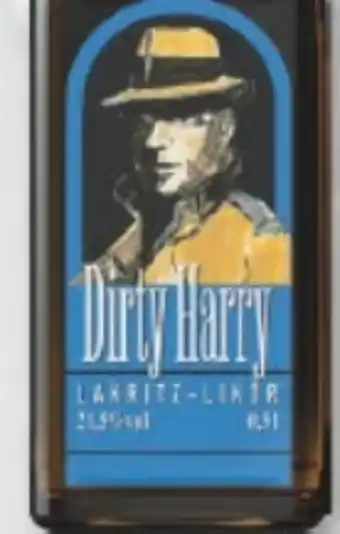 Dirty Harry
LAKRITZ-LIKÖR
21,5%vol 0,5l